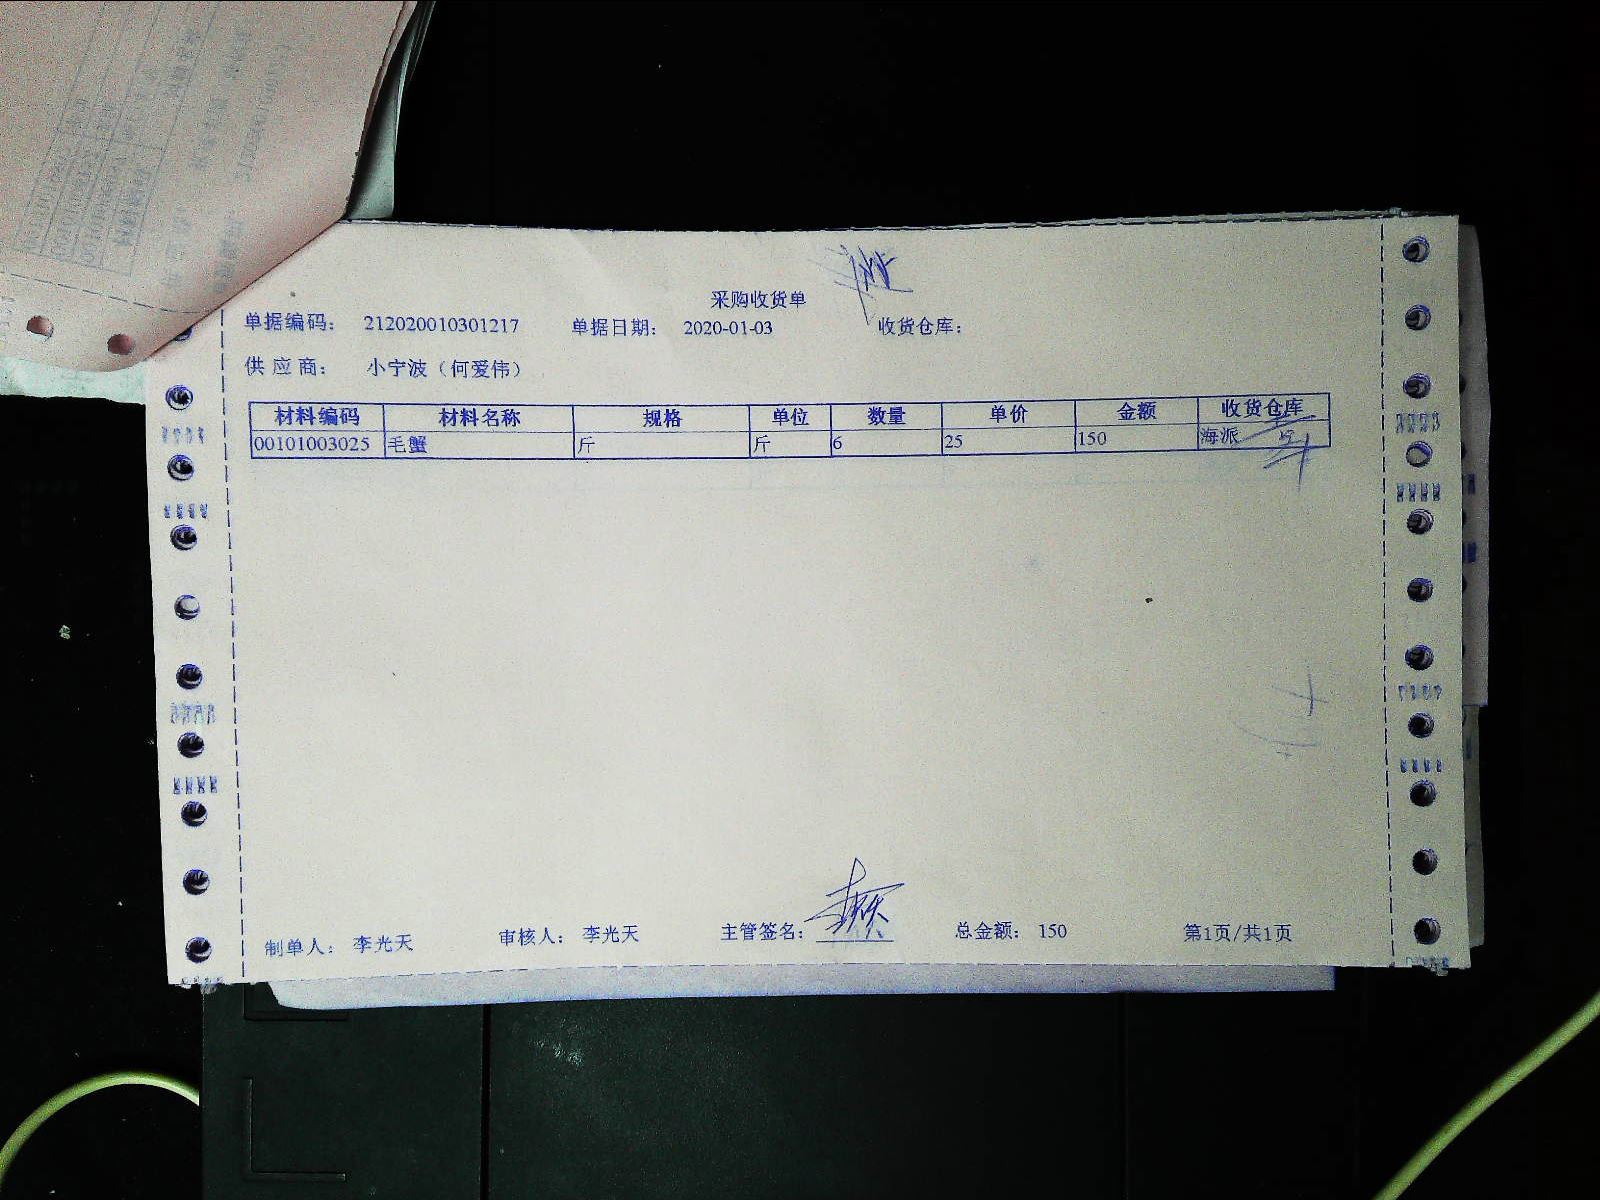 采购收货单
单据编码： 212020010301217 单据日期： 2020-01-03 收货仓库：
供应商： 小宁波（何爱伟）
材料编码 材料名称 规格 单位 数量 单价 金额 收货仓库
00101003025 毛蟹 斤 斤 6 25 150 海派
制单人： 李光天 审核人： 李光天 主管签名： 总金额： 150 第1页/共1页